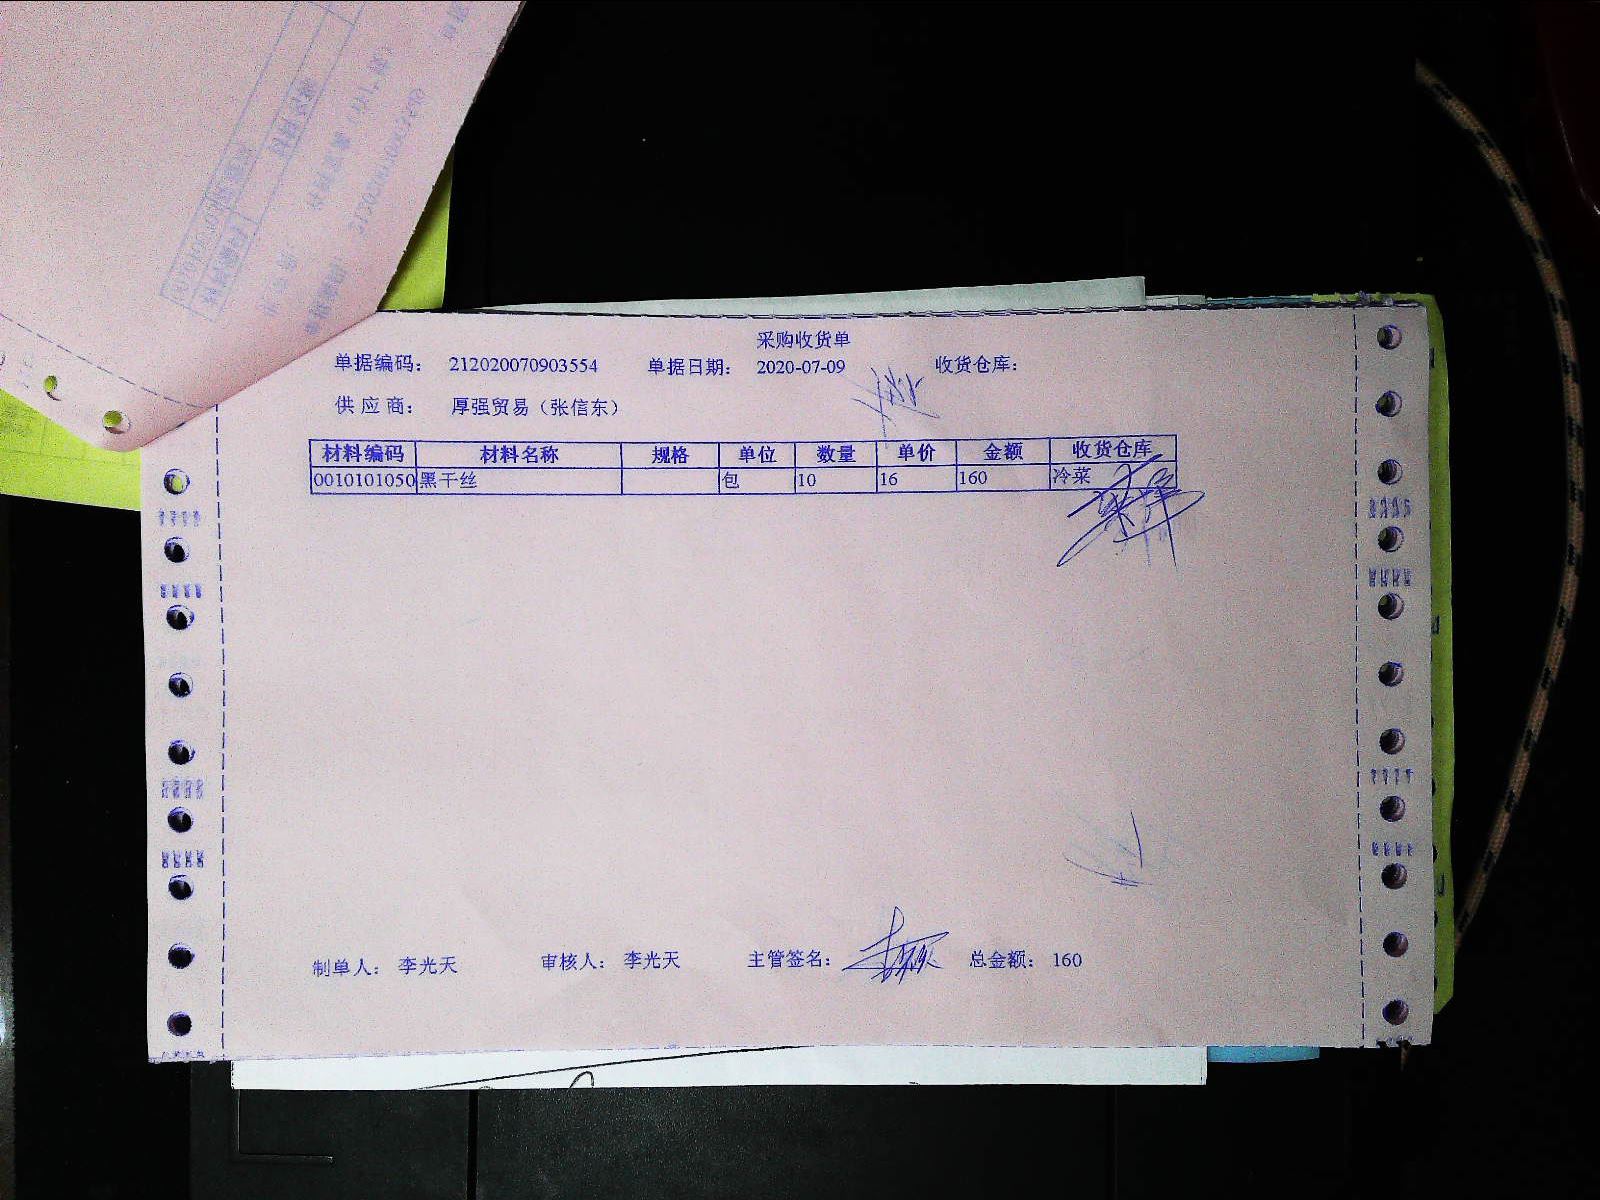 采购收货单
单据编码： 212020070903554 单据日期： 2020-07-09 收货仓库：
供应商： 厚强贸易（张信东）
材料编码 材料名称 规格 单位 数量 单价 金额 收货仓库
0010101050 黑干丝 包 10 16 160 冷菜
制单人： 李光天 审核人： 李光天 主管签名： 总金额： 160